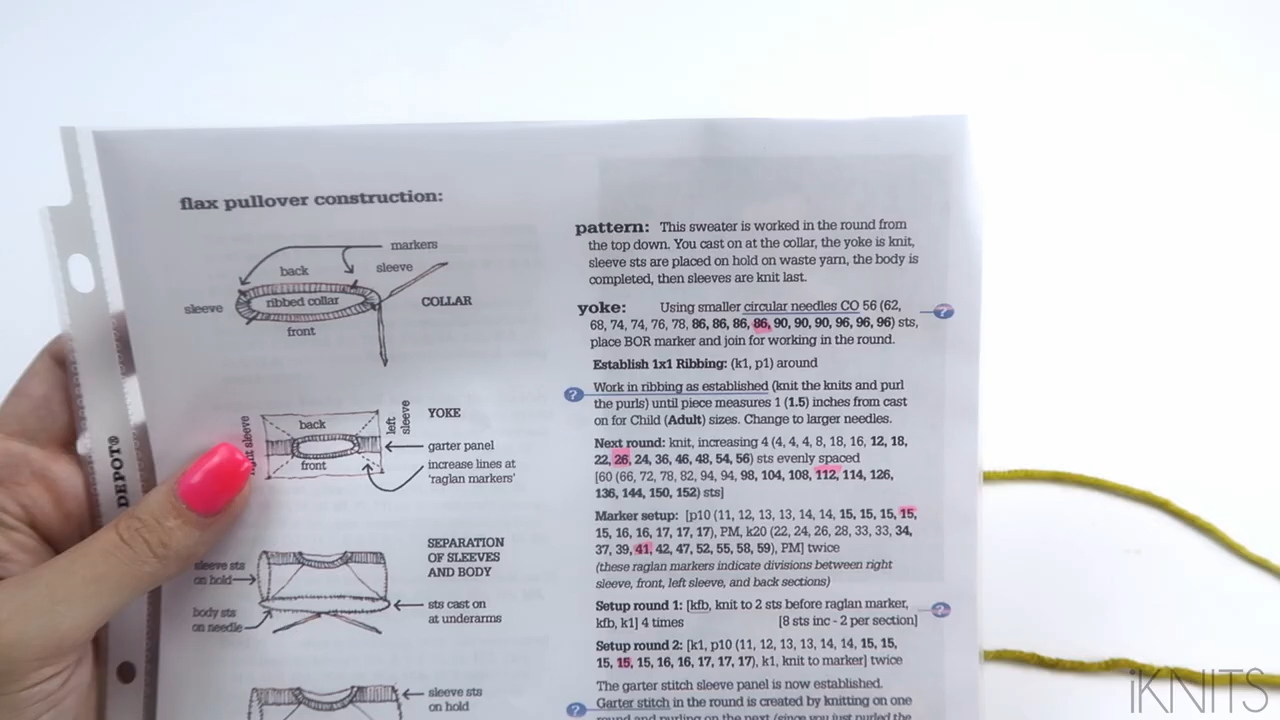 flax pullover construction:
markers
back
sleeve
sleeve
ribbed collar
COLLAR
front
YOKE
back
left sleeve
right sleeve
garter panel
front
increase lines at
'raglan markers'
SEPARATION
OF SLEEVES
AND BODY
sleeve sts
on hold
body sts
on needle
sts cast on
at underarms
sleeve sts
on hold
pattern: This sweater is worked in the round from
the top down. You cast on at the collar, the yoke is knit,
sleeve sts are placed on hold on waste yarn, the body is
completed, then sleeves are knit last.
yoke: Using smaller circular needles CO 56 (62,
68, 74, 74, 76, 78, 86, 86, 86, 86, 90, 90, 90, 96, 96, 96) sts,
place BOR marker and join for working in the round.
?
Establish 1x1 Ribbing: (k1, p1) around
?
Work in ribbing as established (knit the knits and purl
the purls) until piece measures 1 (1.5) inches from cast
on for Child (Adult) sizes. Change to larger needles.
Next round: knit, increasing 4 (4, 4, 4, 8, 18, 16, 12, 18,
22, 26, 24, 36, 46, 48, 54, 56) sts evenly spaced
[60 (66, 72, 78, 82, 94, 94, 98, 104, 108, 112, 114, 126,
136, 144, 150, 152) sts]
Marker setup: [p10 (11, 12, 13, 13, 14, 14, 15, 15, 15, 15,
15, 16, 16, 17, 17, 17), PM, k20 (22, 24, 26, 28, 33, 33, 34,
37, 39, 41, 42, 47, 52, 55, 58, 59), PM] twice
(these raglan markers indicate divisions between right
sleeve, front, left sleeve, and back sections)
Setup round 1: [kfb, knit to 2 sts before raglan marker,
kfb, k1] 4 times [8 sts inc - 2 per section]
?
Setup round 2: [k1, p10 (11, 12, 13, 13, 14, 14, 15, 15,
15, 15, 15, 16, 16, 17, 17, 17), k1, knit to marker] twice
The garter stitch sleeve panel is now established.
?
Garter stitch in the round is created by knitting on one
round and purling on the next (since you just purled the
DEPOT®
iKNITS